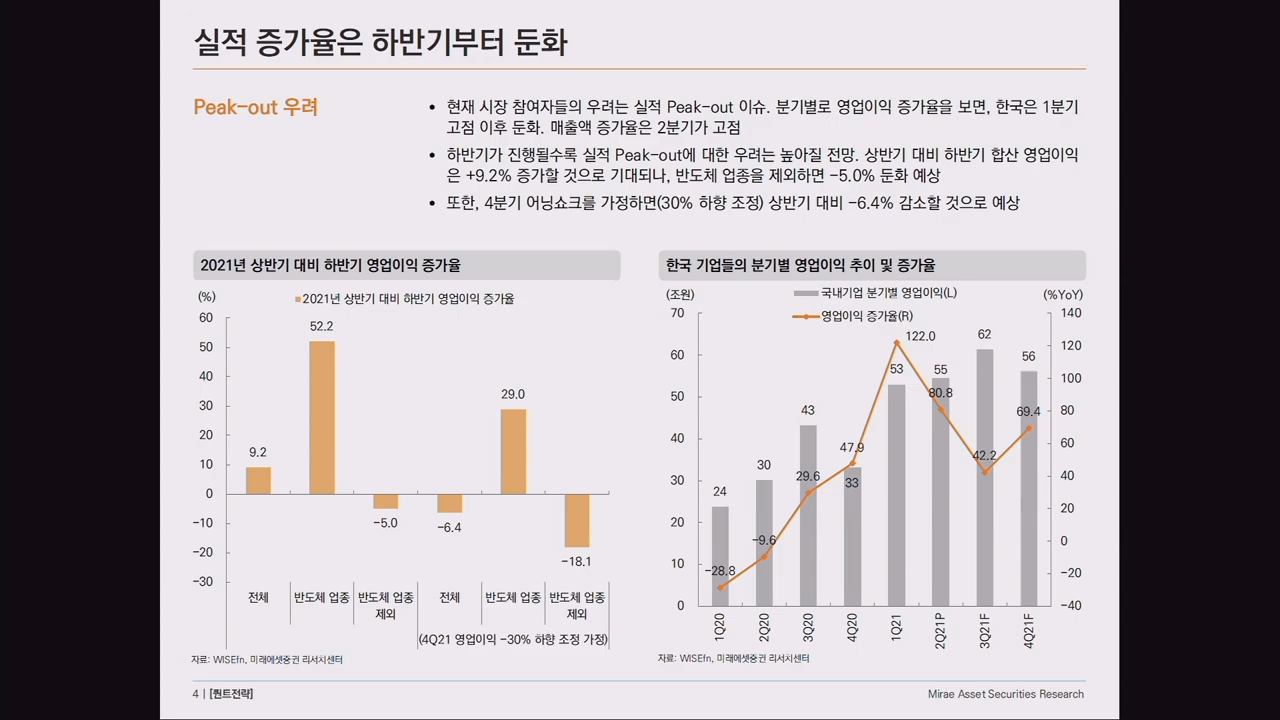 실적 증가율은 하반기부터 둔화
Peak-out 우려
• 현재 시장 참여자들의 우려는 실적 Peak-out 이슈. 분기별로 영업이익 증가율을 보면, 한국은 1분기
고점 이후 둔화. 매출액 증가율은 2분기가 고점
• 하반기가 진행될수록 실적 Peak-out에 대한 우려는 높아질 전망. 상반기 대비 하반기 합산 영업이익
은 +9.2% 증가할 것으로 기대되나, 반도체 업종을 제외하면 -5.0% 둔화 예상
• 또한, 4분기 어닝쇼크를 가정하면(30% 하향 조정) 상반기 대비 -6.4% 감소할 것으로 예상
2021년 상반기 대비 하반기 영업이익 증가율
(%)
2021년 상반기 대비 하반기 영업이익 증가율
60
50
40
30
20
10
0
-10
-20
-30
9.2
52.2
-5.0
-6.4
29.0
-18.1
전체
반도체 업종
반도체 업종
제외
전체
반도체 업종
반도체 업종
제외
(4Q21 영업이익 -30% 하향 조정 가정)
자료: WISEfn, 미래에셋증권 리서치센터
한국 기업들의 분기별 영업이익 추이 및 증가율
(조원)
국내기업 분기별 영업이익(L)
영업이익 증가율(R)
(%YoY)
70
60
50
40
30
20
10
0
140
120
100
80
60
40
20
0
-20
-40
24
30
43
33
53
55
62
56
-28.8
-9.6
29.6
47.9
122.0
80.8
42.2
69.4
1Q20
2Q20
3Q20
4Q20
1Q21
2Q21P
3Q21F
4Q21F
자료: WISEfn, 미래에셋증권 리서치센터
4 | [퀀트전략]
Mirae Asset Securities Research